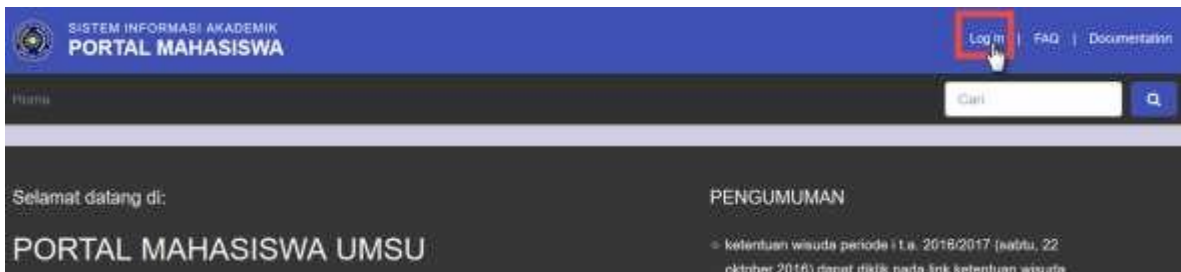 SISTEM INFORMASI AKADEMIK
PORTAL MAHASISWA
Log In | FAQ | Documentation
Home
Cari
Selamat datang di:
PORTAL MAHASISWA UMSU
PENGUMUMAN
ketentuan wisuda periode i t.a. 2016/2017 (sabtu, 22
oktober 2016) dapat diklik pada link ketentuan wisuda